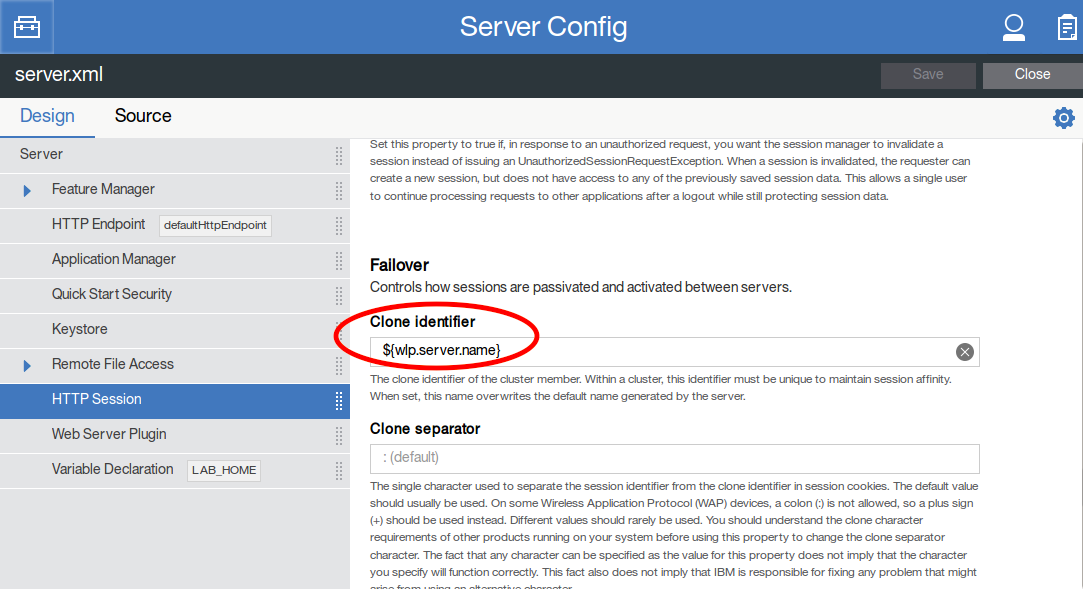 Server Config
server.xml
Save
Close
Design
Source
Server
Feature Manager
HTTP Endpoint defaultHttpEndpoint
Application Manager
Quick Start Security
Keystore
Remote File Access
HTTP Session
Web Server Plugin
Variable Declaration LAB_HOME
Set this property to true if, in response to an unauthorized request, you want the session manager to invalidate a
session instead of issuing an UnauthorizedSessionRequestException. When a session is invalidated, the requester can
create a new session, but does not have access to any of the previously saved session data. This allows a single user
to continue processing requests to other applications after a logout while still protecting session data.
Failover
Controls how sessions are passivated and activated between servers.
Clone identifier
${wlp.server.name}
The clone identifier of the cluster member. Within a cluster, this identifier must be unique to maintain session affinity.
When set, this name overwrites the default name generated by the server.
Clone separator
: (default)
The single character used to separate the session identifier from the clone identifier in session cookies. The default value
should usually be used. On some Wireless Application Protocol (WAP) devices, a colon (:) is not allowed, so a plus sign
(+) should be used instead. Different values should rarely be used. You should understand the clone character
requirements of other products running on your system before using this property to change the clone separator
character. The fact that any character can be specified as the value for this property does not imply that the character
you specify will function correctly. This fact also does not imply that IBM is responsible for fixing any problem that might
arise from using an alternative character.